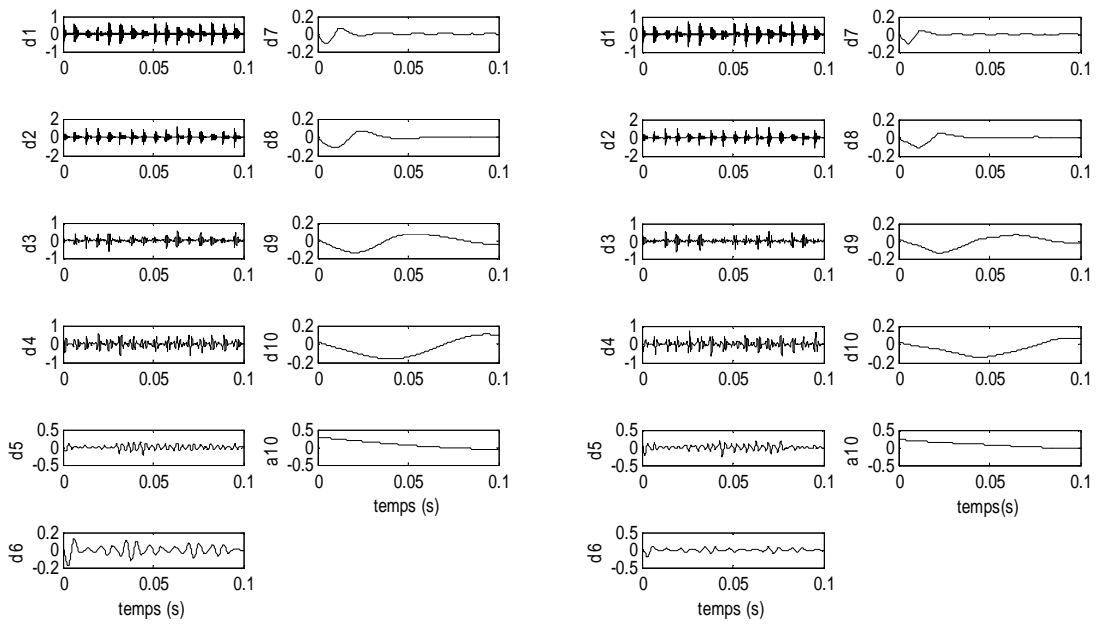 d1 1 0 -1 0 0.05 0.1
d7 0.2 0 -0.2 0 0.05 0.1
d1 1 0 -1 0 0.05 0.1
d7 0.2 0 -0.2 0 0.05 0.1
d2 2 0 -2 0 0.05 0.1
d8 0.2 0 -0.2 0 0.05 0.1
d2 2 0 -2 0 0.05 0.1
d8 0.2 0 -0.2 0 0.05 0.1
d3 1 0 -1 0 0.05 0.1
d9 0.2 0 -0.2 0 0.05 0.1
d3 1 0 -1 0 0.05 0.1
d9 0.2 0 -0.2 0 0.05 0.1
d4 1 0 -1 0 0.05 0.1
d10 0.2 0 -0.2 0 0.05 0.1
d4 1 0 -1 0 0.05 0.1
d10 0.2 0 -0.2 0 0.05 0.1
d5 0.5 0 -0.5 0 0.05 0.1
a10 0.5 0 -0.5 0 0.05 0.1
temps (s)
d5 0.5 0 -0.5 0 0.05 0.1
a10 0.5 0 -0.5 0 0.05 0.1
temps(s)
d6 0.2 0 -0.2 0 0.05 0.1
temps (s)
d6 0.5 0 -0.5 0 0.05 0.1
temps (s)